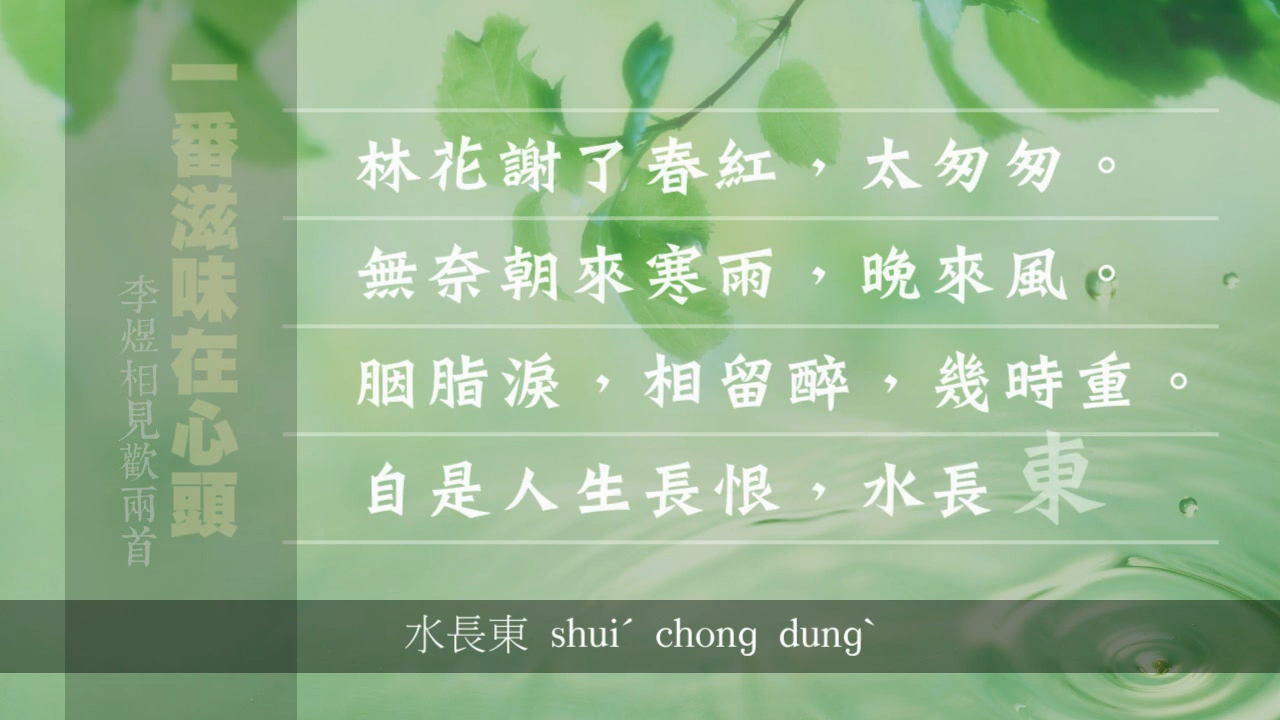 一番滋味在心頭
李煜相見歡兩首
林花謝了春紅，太匆匆。
無奈朝來寒雨，晚來風。
胭脂淚，相留醉，幾時重。
自是人生長恨，水長東
水長東 shuiˊ chong dungˋ